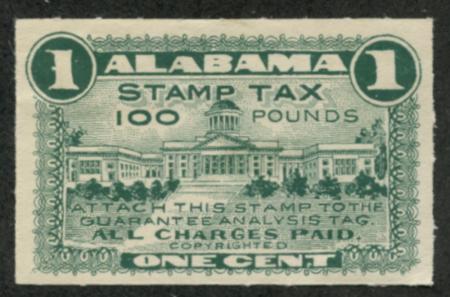 1 ALABAMA 1
STAMP TAX
100 POUNDS
ATTACH THIS STAMP TO THE
GUARANTEE ANALYSIS TAG.
ALL CHARGES PAID.
COPYRIGHTED
ONE CENT